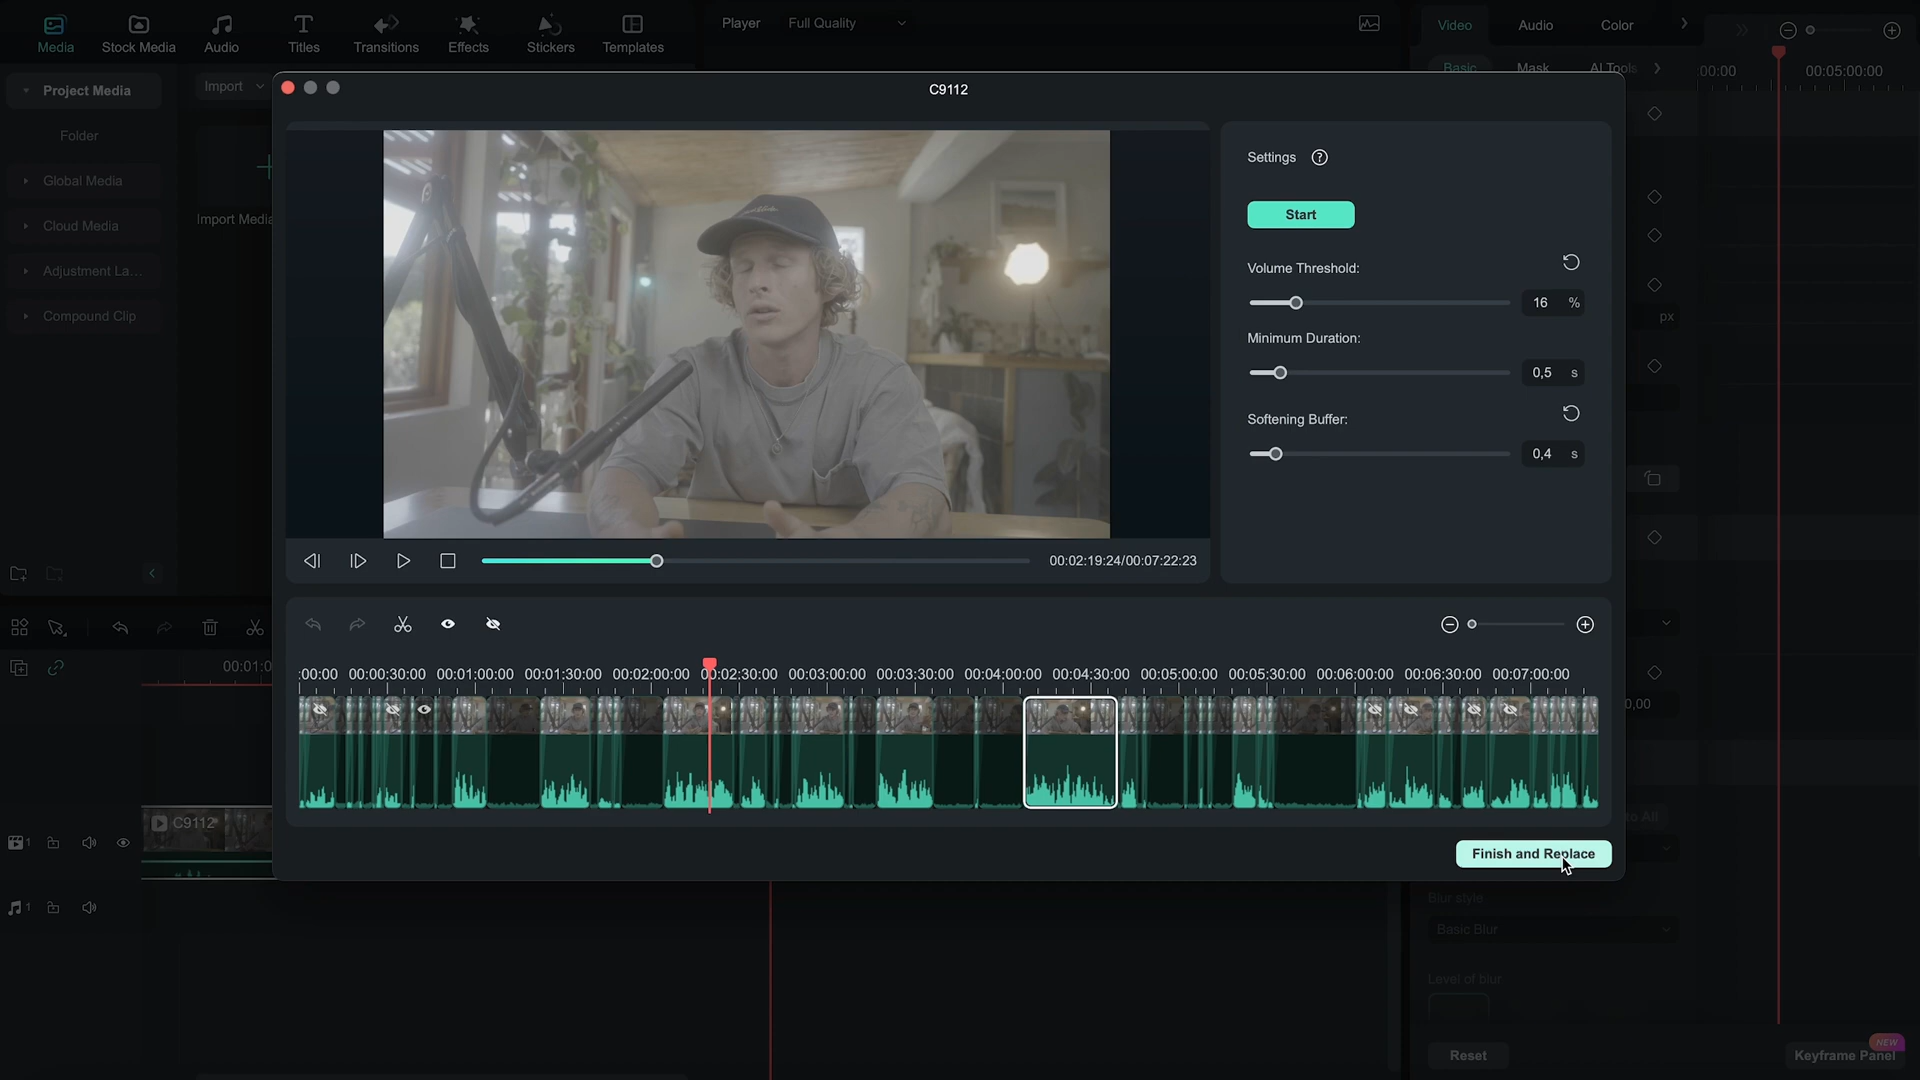 Media
Stock Media
Audio
Titles
Transitions
Effects
Stickers
Templates
Player
Full Quality
Video
Audio
Color
Basic
Mask
AI Tools
:00:00
00:05:00:00
Project Media
Import
Folder
Global Media
Cloud Media
Adjustment La...
Compound Clip
Import Media
C9112
Settings
Start
Volume Threshold:
16 %
Minimum Duration:
0,5 s
Softening Buffer:
0,4 s
px
00:02:19:24/00:07:22:23
:00:00 00:00:30:00 00:01:00:00 00:01:30:00 00:02:00:00 00:02:30:00 00:03:00:00 00:03:30:00 00:04:00:00 00:04:30:00 00:05:00:00 00:05:30:00 00:06:00:00 00:06:30:00 00:07:00:00
00:01:0
0,00
C9112
1
1
to All
Finish and Replace
Blur style
Basic Blur
Level of blur
Reset
Keyframe Panel
NEW